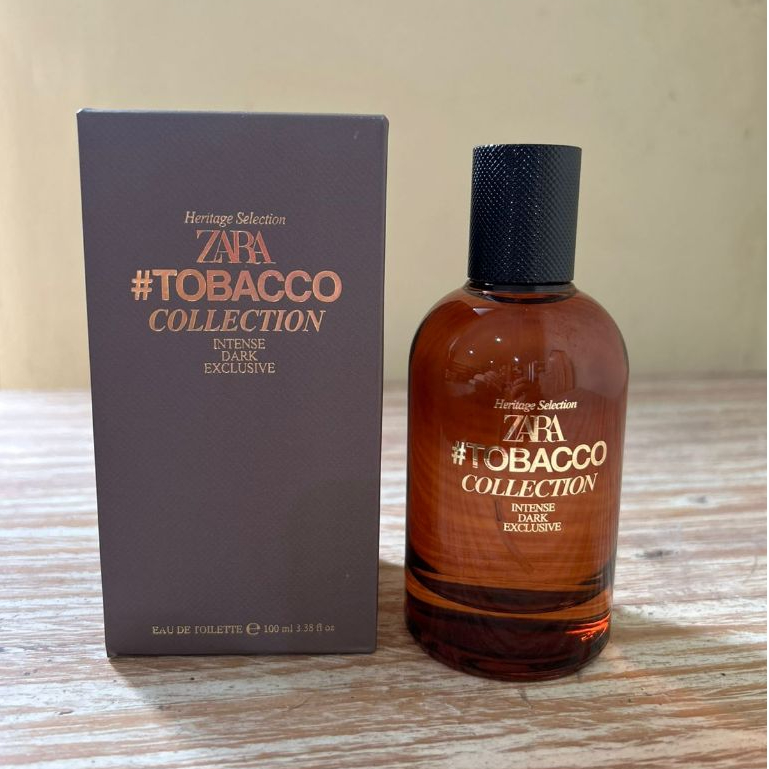 Heritage Selection
ZARA
#TOBACCO
COLLECTION
INTENSE
DARK
EXCLUSIVE
EAU DE TOILETTE e 100 ml 3.38 fl oz
Heritage Selection
ZARA
#TOBACCO
COLLECTION
INTENSE
DARK
EXCLUSIVE